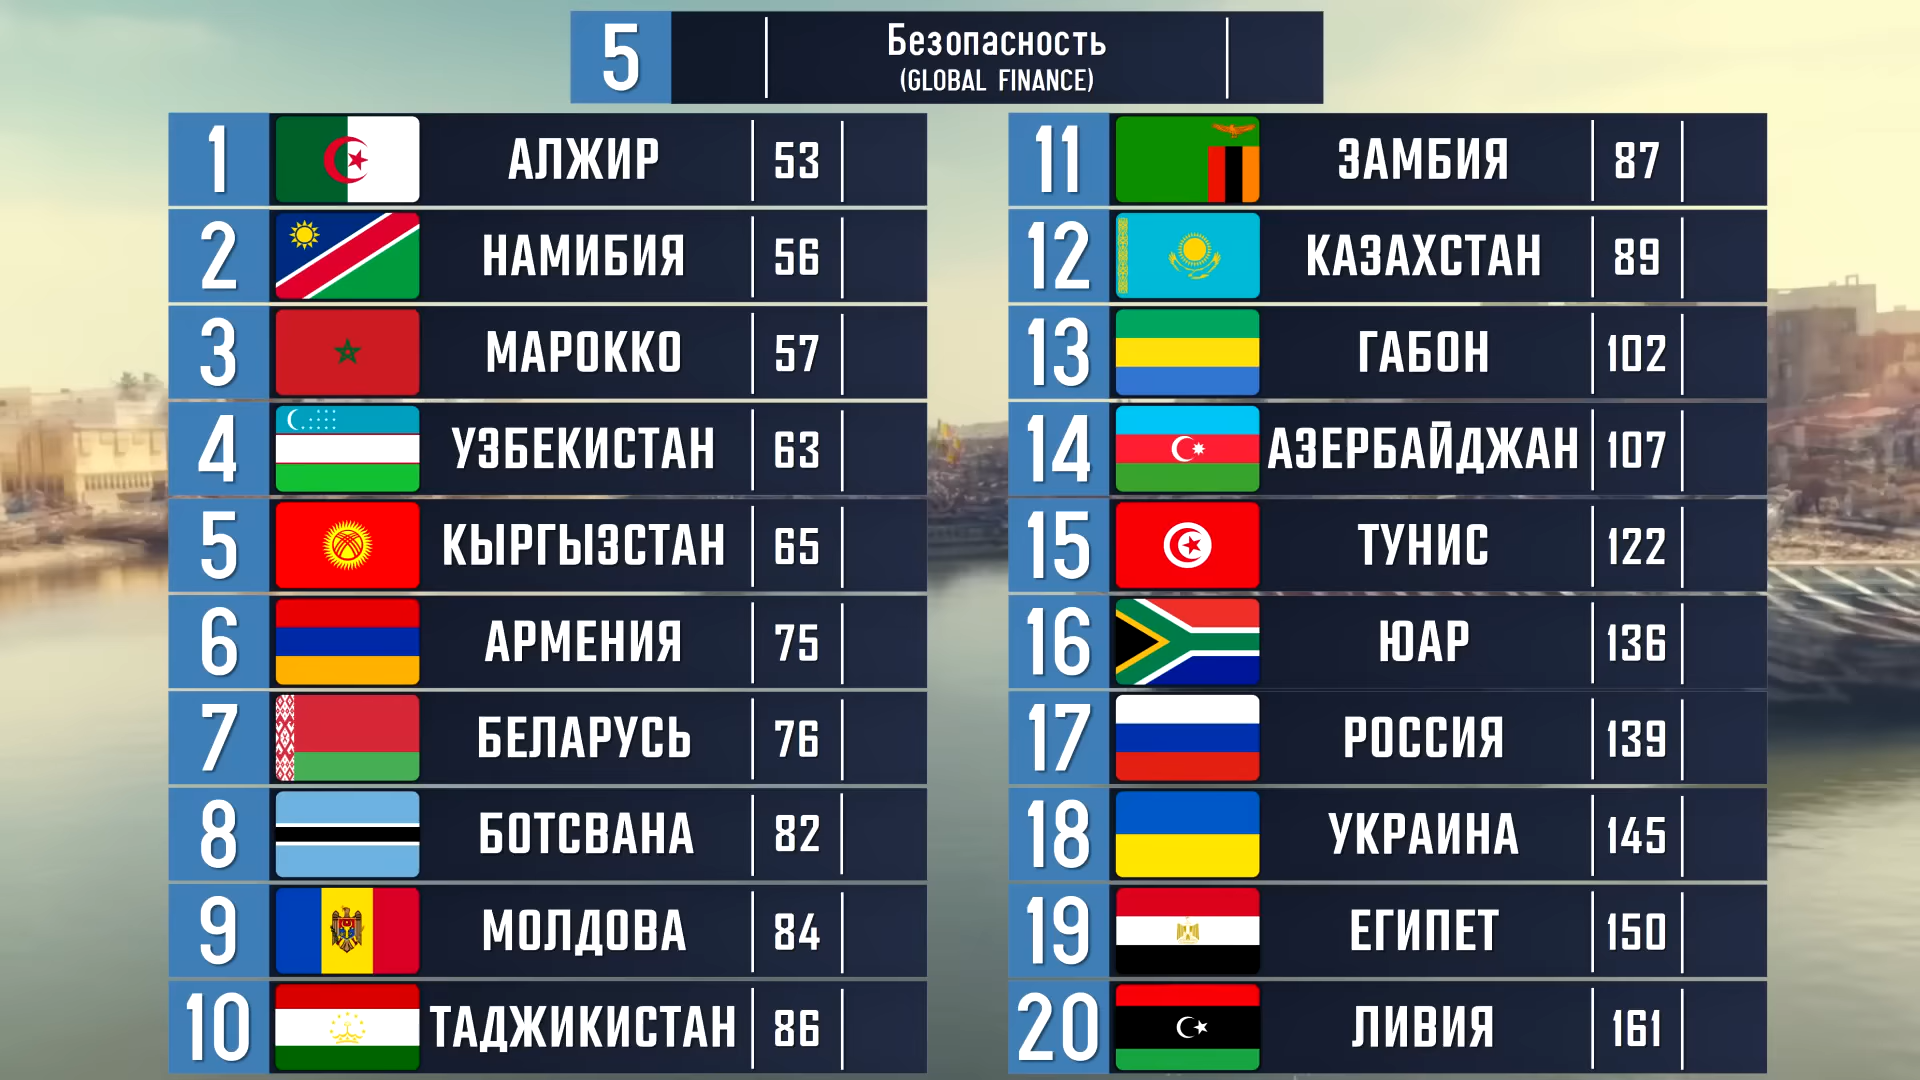 5
Безопасность
(GLOBAL FINANCE)
1 АЛЖИР 53
2 НАМИБИЯ 56
3 МАРОККО 57
4 УЗБЕКИСТАН 63
5 КЫРГЫЗСТАН 65
6 АРМЕНИЯ 75
7 БЕЛАРУСЬ 76
8 БОТСВАНА 82
9 МОЛДОВА 84
10 ТАДЖИКИСТАН 86
11 ЗАМБИЯ 87
12 КАЗАХСТАН 89
13 ГАБОН 102
14 АЗЕРБАЙДЖАН 107
15 ТУНИС 122
16 ЮАР 136
17 РОССИЯ 139
18 УКРАИНА 145
19 ЕГИПЕТ 150
20 ЛИВИЯ 161